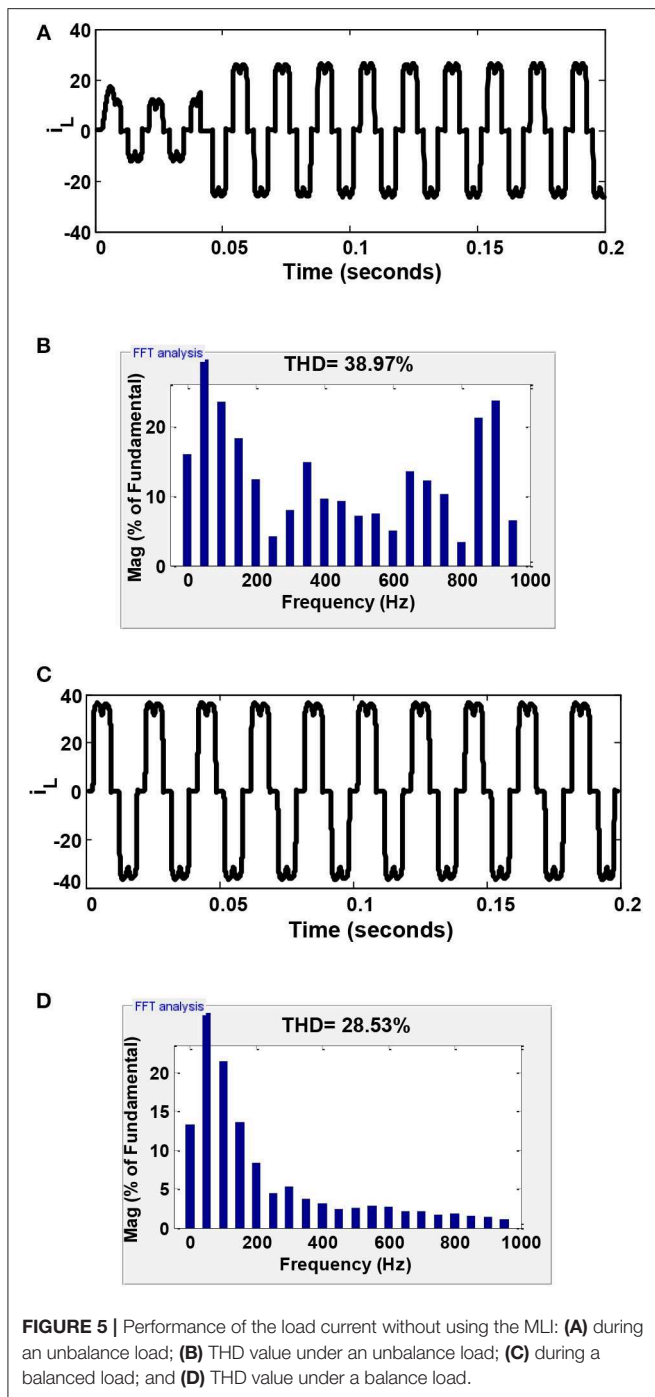 A
40
20
0
-20
-40
i_L
0 0.05 0.1 0.15 0.2
Time (seconds)
B
FFT analysis
THD= 38.97%
Mag (% of Fundamental)
20
10
0
0 200 400 600 800 1000
Frequency (Hz)
C
40
20
0
-20
-40
i_L
0 0.05 0.1 0.15 0.2
Time (seconds)
D
FFT analysis
THD= 28.53%
Mag (% of Fundamental)
20
15
10
5
0
0 200 400 600 800 1000
Frequency (Hz)
FIGURE 5 | Performance of the load current without using the MLI: (A) during
an unbalance load; (B) THD value under an unbalance load; (C) during a
balanced load; and (D) THD value under a balance load.